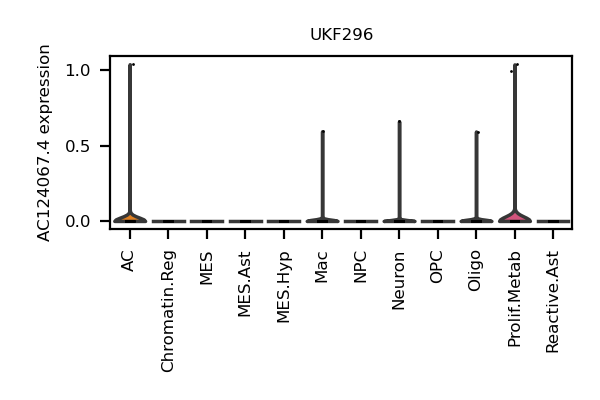 UKF296
AC124067.4 expression
1.0
0.5
0.0
AC
Chromatin.Reg
MES
MES.Ast
MES.Hyp
Mac
NPC
Neuron
OPC
Oligo
Prolif.Metab
Reactive.Ast